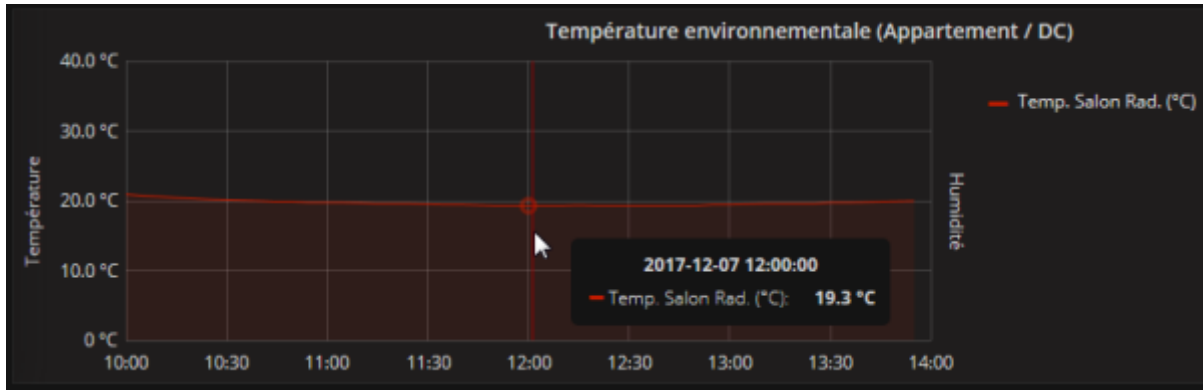 Température environnementale (Appartement / DC)
40.0 °C
30.0 °C
20.0 °C
10.0 °C
0 °C
Température
Humidité
Temp. Salon Rad. (°C)
2017-12-07 12:00:00
Temp. Salon Rad. (°C): 19.3 °C
10:00 10:30 11:00 11:30 12:00 12:30 13:00 13:30 14:00